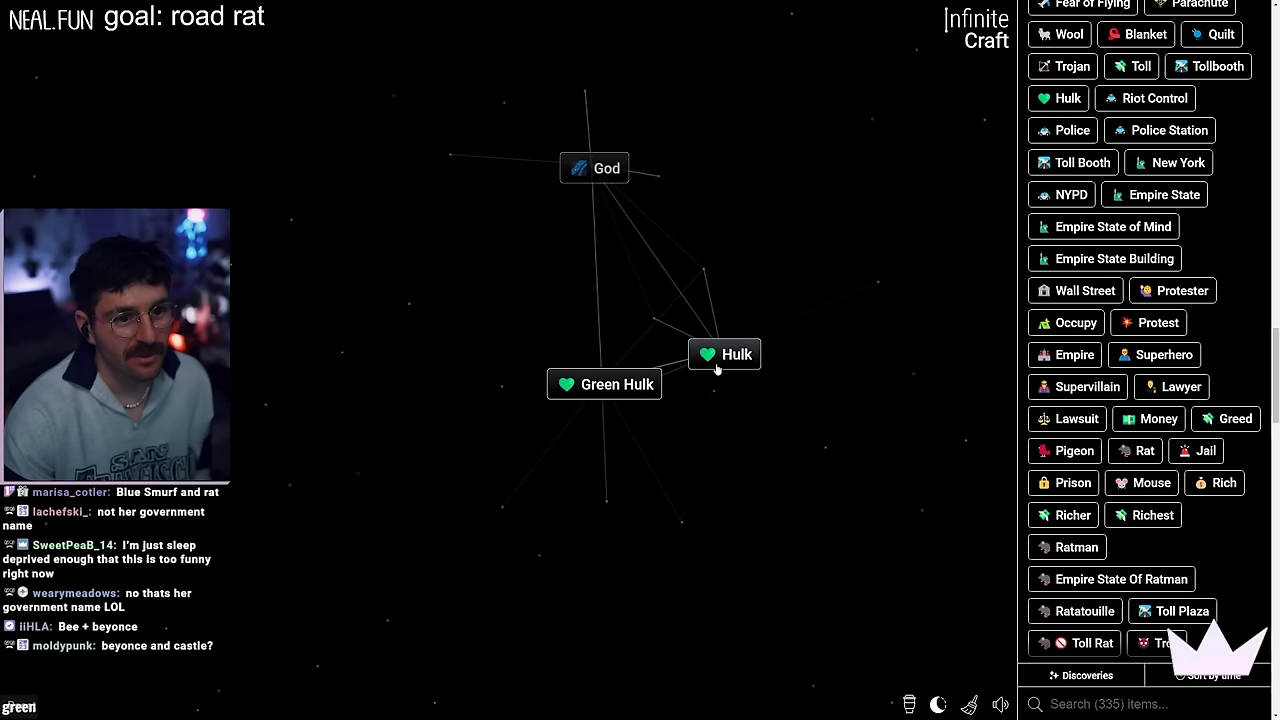 NEAL.FUN goal: road rat
Infinite
Craft
God
Hulk
Green Hulk
marisa_cotler: Blue Smurf and rat
lachefski_: not her government
name
SweetPeaB_14: I'm just sleep
deprived enough that this is too funny
right now
wearymeadows: no thats her
government name LOL
iiHLA: Bee + beyonce
moldypunk: beyonce and castle?
green
Fear of Flying Parachute
Wool Blanket Quilt
Trojan Toll Tollbooth
Hulk Riot Control
Police Police Station
Toll Booth New York
NYPD Empire State
Empire State of Mind
Empire State Building
Wall Street Protester
Occupy Protest
Empire Superhero
Supervillain Lawyer
Lawsuit Money Greed
Pigeon Rat Jail
Prison Mouse Rich
Richer Richest
Ratman
Empire State Of Ratman
Ratatouille Toll Plaza
Toll Rat
Discoveries Sort by time
Search (335) items...